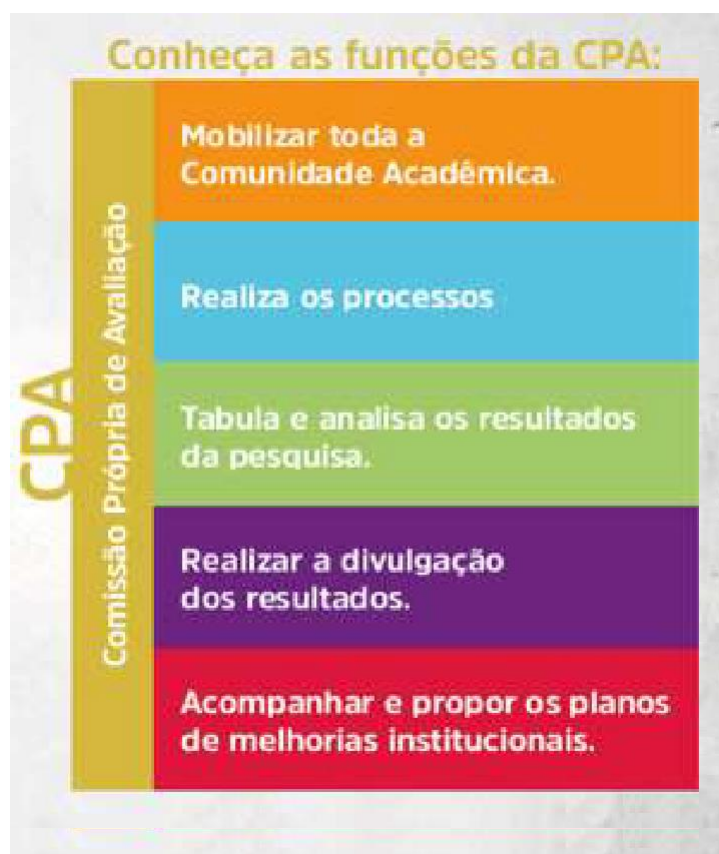 Conheça as funções da CPA:
CPA
Comissão Própria de Avaliação
Mobilizar toda a
Comunidade Acadêmica.
Realiza os processos
Tabula e analisa os resultados
da pesquisa.
Realizar a divulgação
dos resultados.
Acompanhar e propor os planos
de melhorias institucionais.